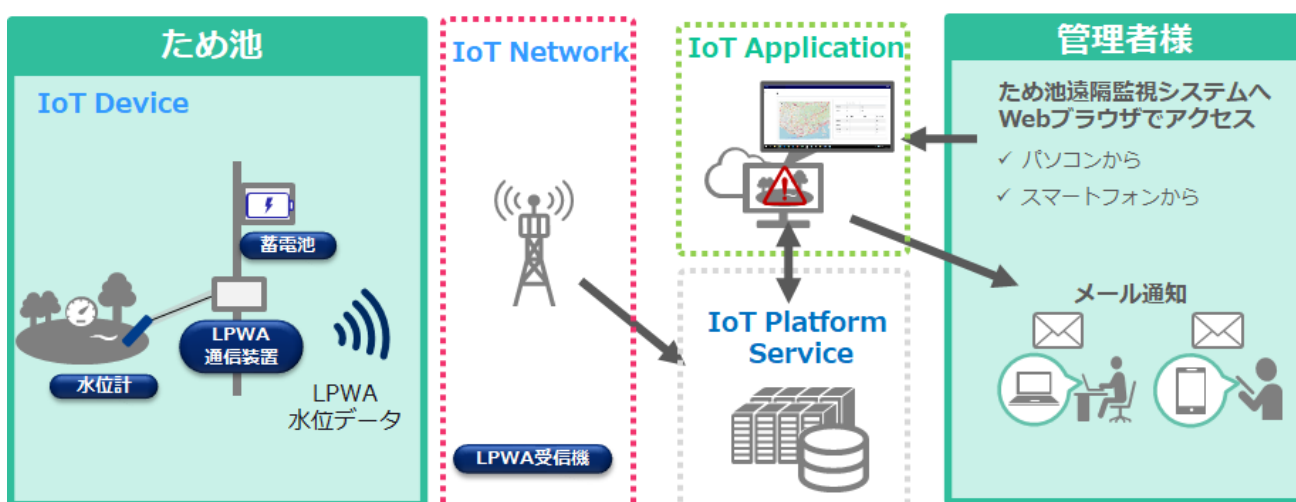 ため池
IoT Device
蓄電池
LPWA
通信装置
水位計
LPWA
水位データ
IoT Network
LPWA受信機
IoT Application
IoT Platform
Service
管理者様
ため池遠隔監視システムへ
Webブラウザでアクセス
✓ パソコンから
✓ スマートフォンから
メール通知